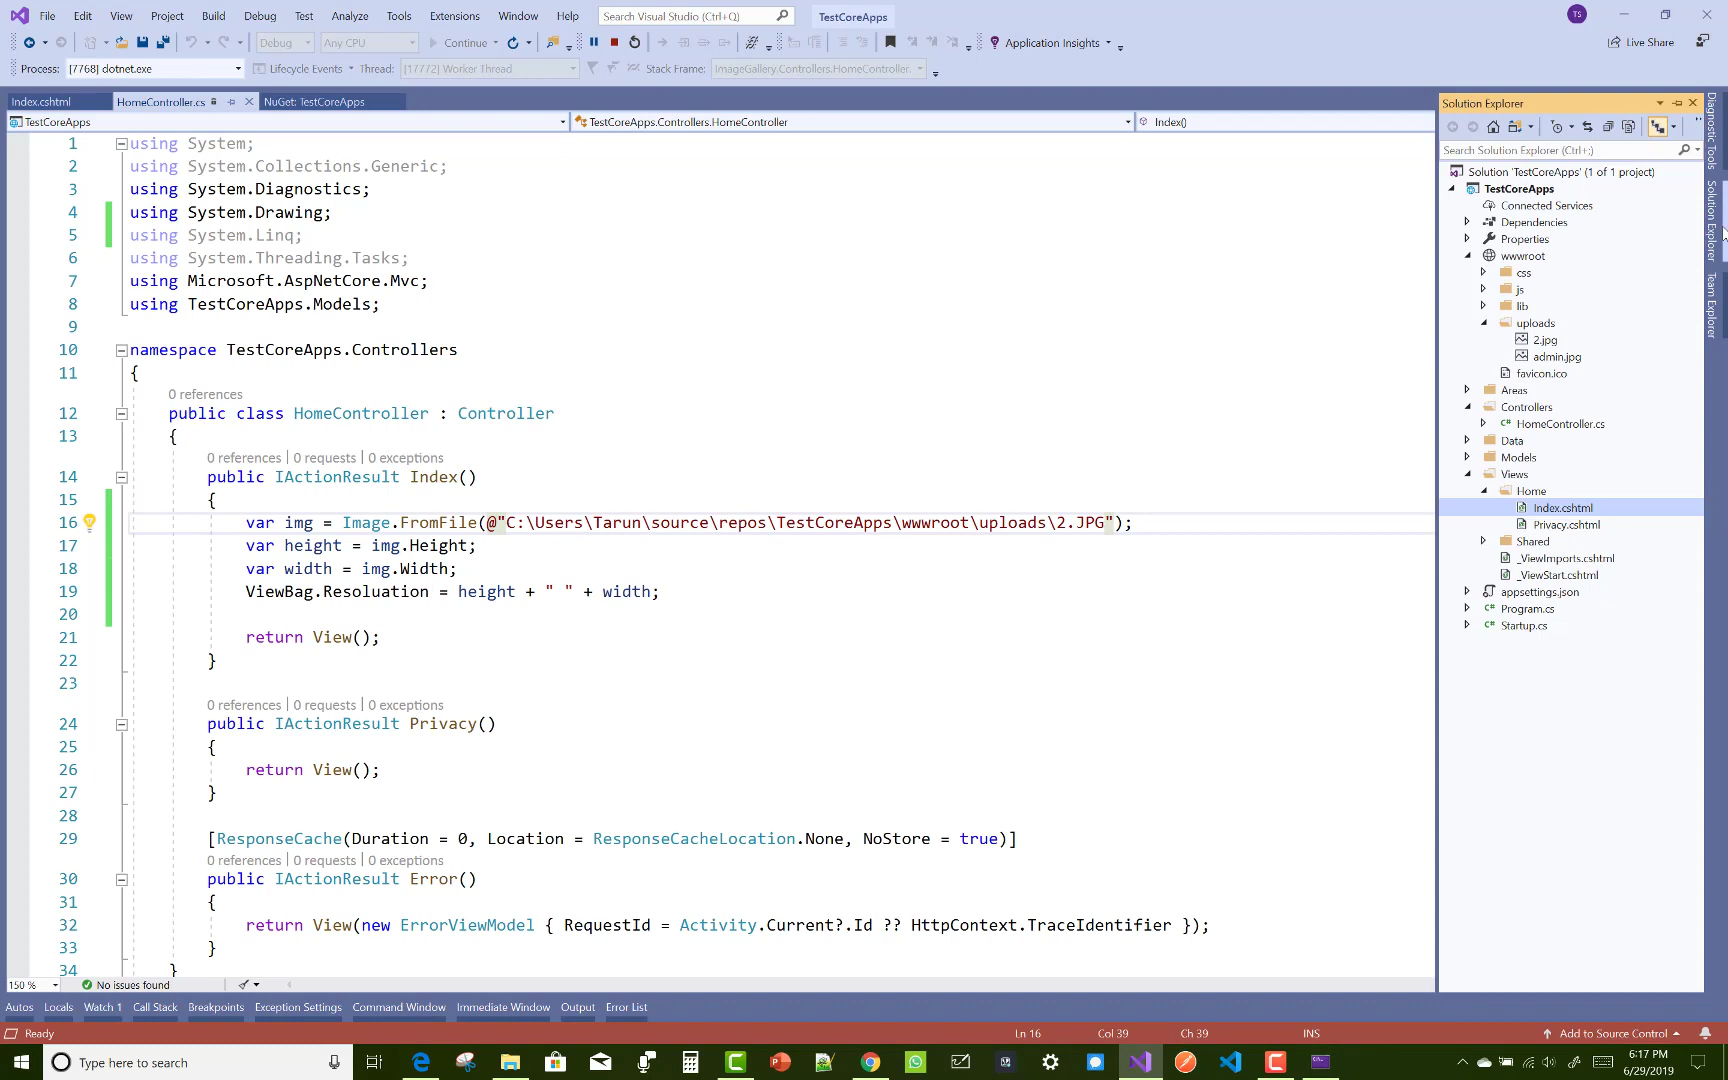 File Edit View Project Build Debug Test Analyze Tools Extensions Window Help Search Visual Studio (Ctrl+Q) TestCoreApps TS
Debug Any CPU Continue Application Insights Live Share
Process: [7768] dotnet.exe Lifecycle Events Thread: [17772] Worker Thread Stack Frame: ImageGallery.Controllers.HomeController.
Index.cshtml HomeController.cs NuGet: TestCoreApps
TestCoreApps TestCoreApps.Controllers.HomeController Index()
1 using System;
2 using System.Collections.Generic;
3 using System.Diagnostics;
4 using System.Drawing;
5 using System.Linq;
6 using System.Threading.Tasks;
7 using Microsoft.AspNetCore.Mvc;
8 using TestCoreApps.Models;
9
10 namespace TestCoreApps.Controllers
11 {
0 references
12 public class HomeController : Controller
13 {
0 references | 0 requests | 0 exceptions
14 public IActionResult Index()
15 {
16 var img = Image.FromFile(@"C:\Users\Tarun\source\repos\TestCoreApps\wwwroot\uploads\2.JPG");
17 var height = img.Height;
18 var width = img.Width;
19 ViewBag.Resoluation = height + " " + width;
20
21 return View();
22 }
23
0 references | 0 requests | 0 exceptions
24 public IActionResult Privacy()
25 {
26 return View();
27 }
28
29 [ResponseCache(Duration = 0, Location = ResponseCacheLocation.None, NoStore = true)]
0 references | 0 requests | 0 exceptions
30 public IActionResult Error()
31 {
32 return View(new ErrorViewModel { RequestId = Activity.Current?.Id ?? HttpContext.TraceIdentifier });
33 }
34 }
150 % No issues found
Solution Explorer
Search Solution Explorer (Ctrl+;)
Solution 'TestCoreApps' (1 of 1 project)
TestCoreApps
Connected Services
Dependencies
Properties
wwwroot
css
js
lib
uploads
2.jpg
admin.jpg
favicon.ico
Areas
Controllers
C# HomeController.cs
Data
Models
Views
Home
Index.cshtml
Privacy.cshtml
Shared
_ViewImports.cshtml
_ViewStart.cshtml
appsettings.json
C# Program.cs
C# Startup.cs
Diagnostic Tools
Solution Explorer
Team Explorer
Autos Locals Watch 1 Call Stack Breakpoints Exception Settings Command Window Immediate Window Output Error List
Ready Ln 16 Col 39 Ch 39 INS Add to Source Control
Type here to search 6:17 PM
6/29/2019